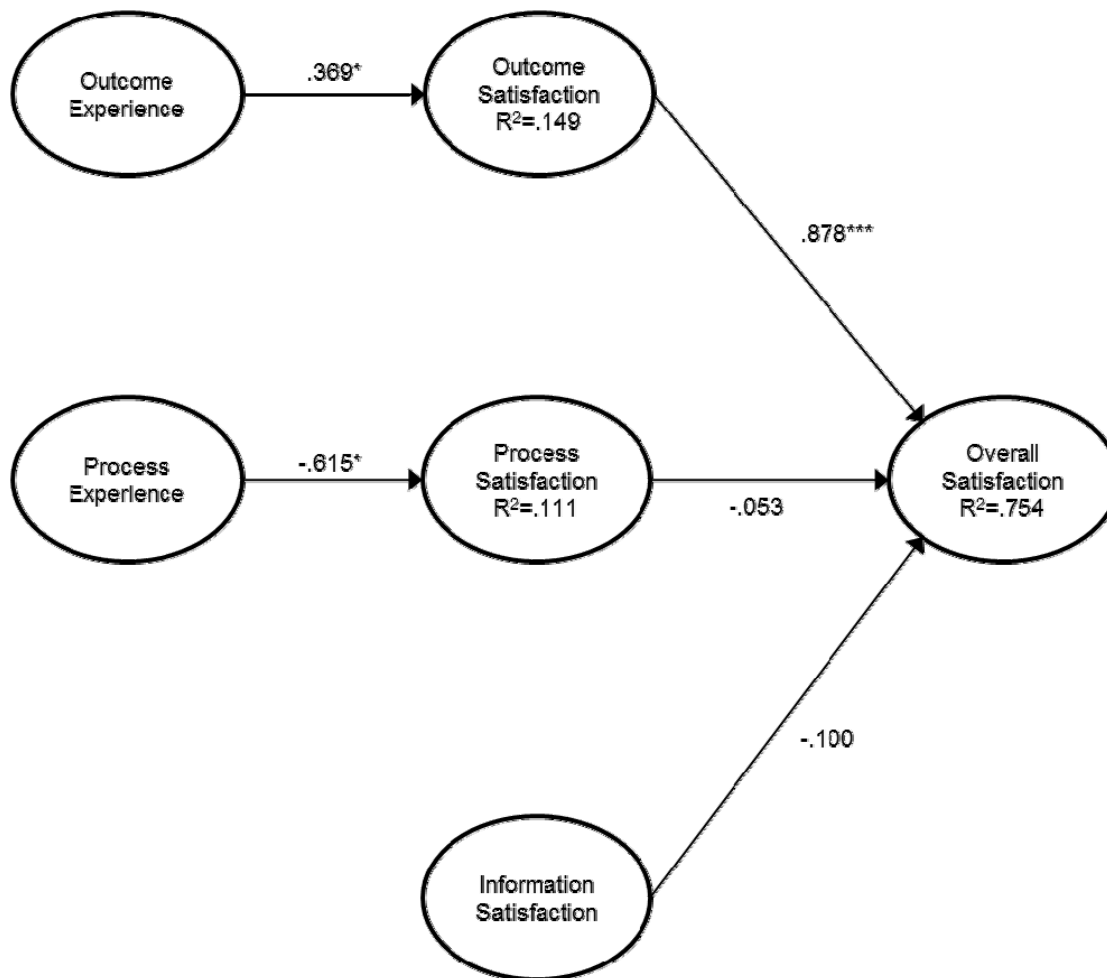 Outcome
Experience
.369*
Outcome
Satisfaction
R²=.149
.878***
Process
Experience
-.615*
Process
Satisfaction
R²=.111
-.053
Overall
Satisfaction
R²=.754
-.100
Information
Satisfaction